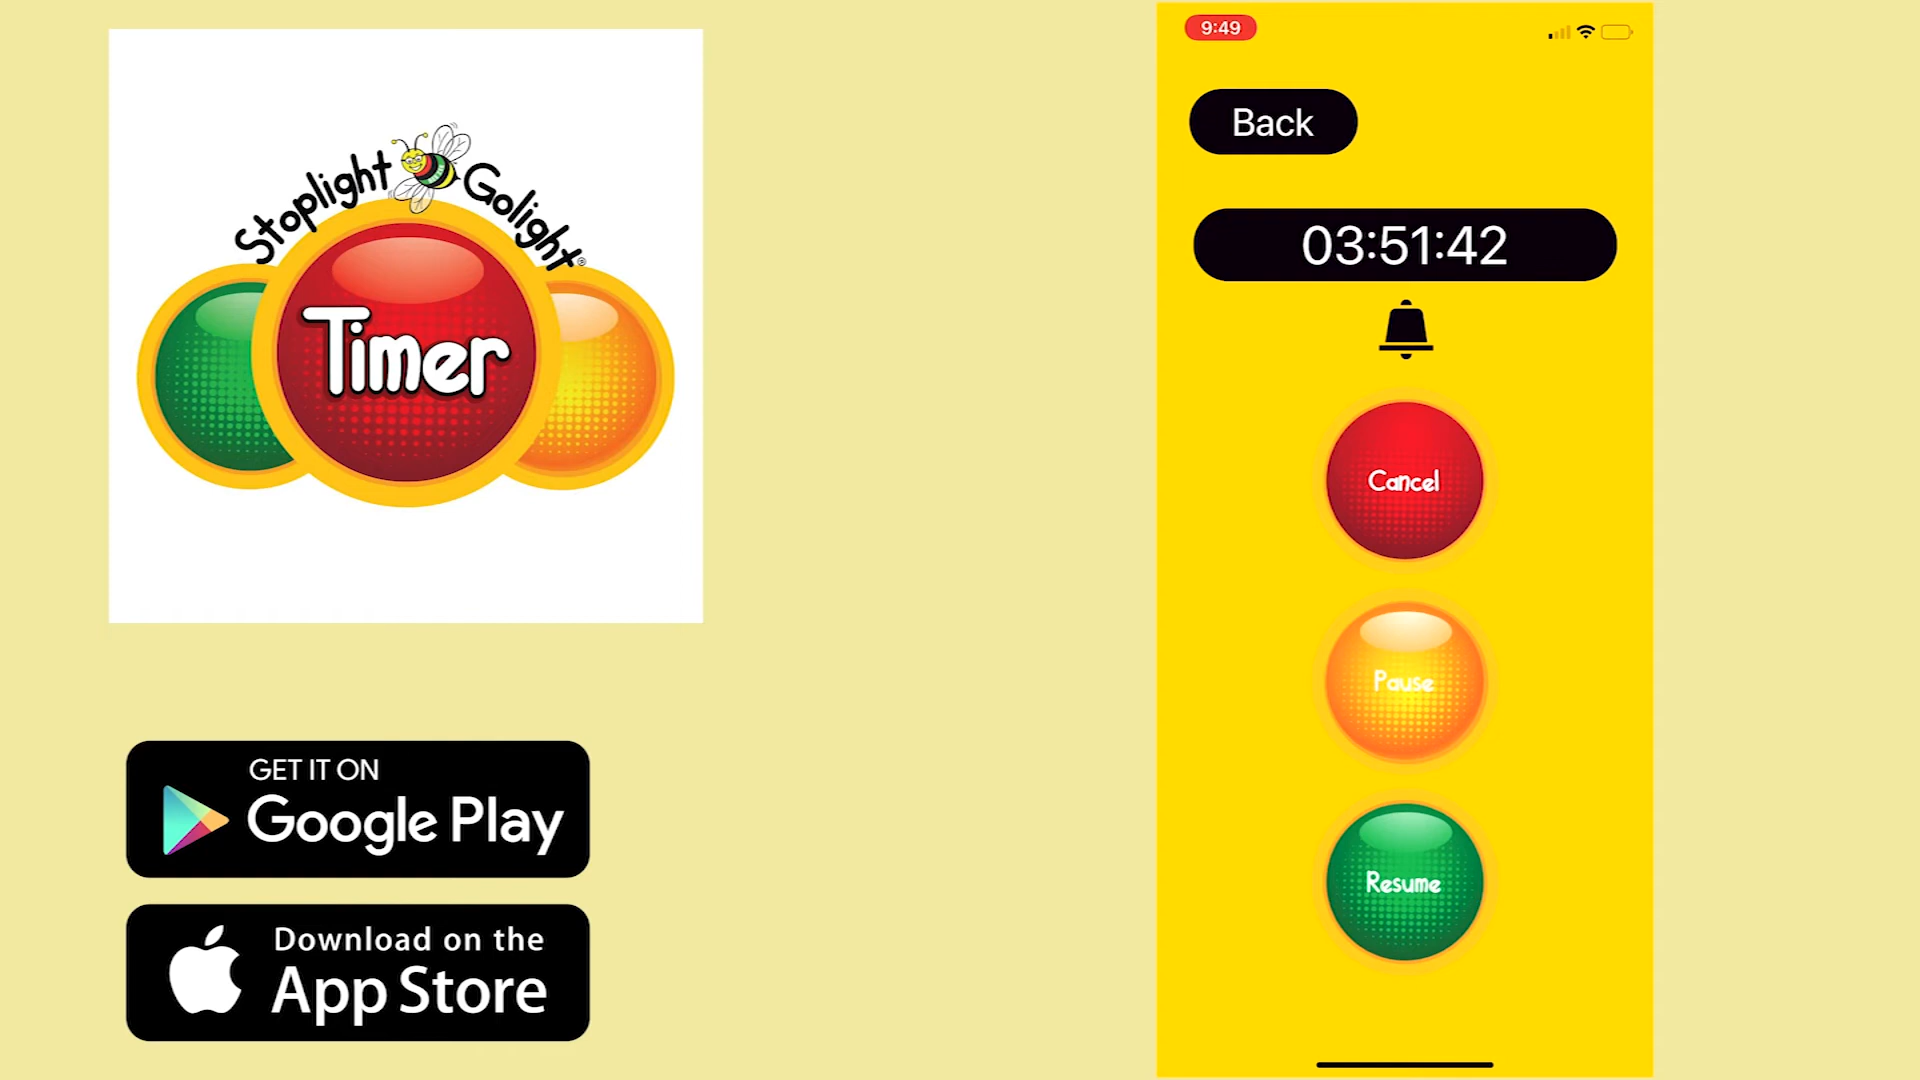 Stoplight Golight®
Timer
GET IT ON
Google Play
Download on the
App Store
9:49
Back
03:51:42
Cancel
Pause
Resume